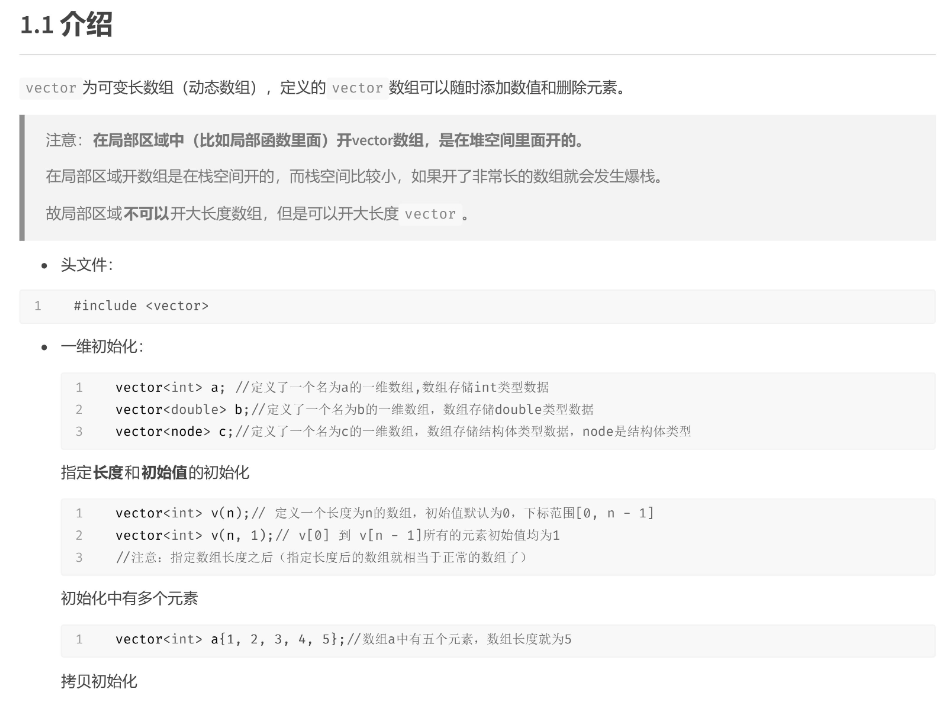 1.1 介绍
vector 为可变长数组（动态数组），定义的 vector 数组可以随时添加数值和删除元素。
注意：在局部区域中（比如局部函数里面）开vector数组，是在堆空间里面开的。
在局部区域开数组是在栈空间开的，而栈空间比较小，如果开了非常长的数组就会发生爆栈。
故局部区域不可以开大长度数组，但是可以开大长度 vector 。
头文件：
1 #include <vector>
一维初始化：
1 vector<int> a; //定义了一个名为a的一维数组,数组存储int类型数据
2 vector<double> b;//定义了一个名为b的一维数组，数组存储double类型数据
3 vector<node> c;//定义了一个名为c的一维数组，数组存储结构体类型数据，node是结构体类型
指定长度和初始值的初始化
1 vector<int> v(n);// 定义一个长度为n的数组，初始值默认为0，下标范围[0, n - 1]
2 vector<int> v(n, 1);// v[0] 到 v[n - 1]所有的元素初始值均为1
3 //注意：指定数组长度之后（指定长度后的数组就相当于正常的数组了）
初始化中有多个元素
1 vector<int> a{1, 2, 3, 4, 5};//数组a中有五个元素，数组长度就为5
拷贝初始化